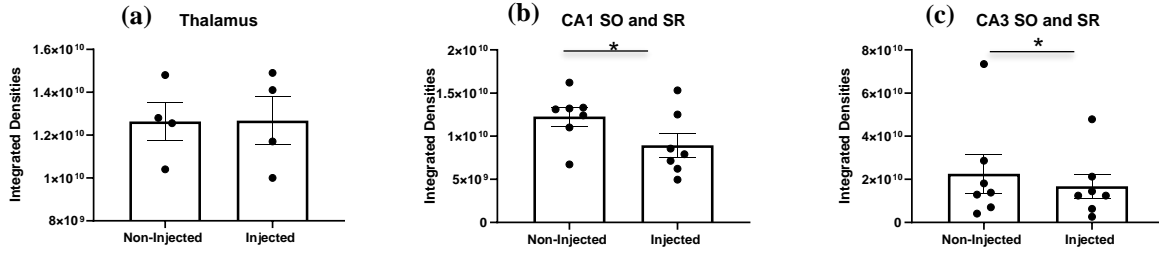 (a) Thalamus
Integrated Densities
1.6×10¹⁰
1.4×10¹⁰
1.2×10¹⁰
1×10¹⁰
8×10⁹
Non-Injected Injected
(b) CA1 SO and SR
*
Integrated Densities
2×10¹⁰
1.5×10¹⁰
1×10¹⁰
5×10⁹
0
Non-Injected Injected
(c) CA3 SO and SR
*
Integrated Densities
8×10¹⁰
6×10¹⁰
4×10¹⁰
2×10¹⁰
0
Non-Injected Injected